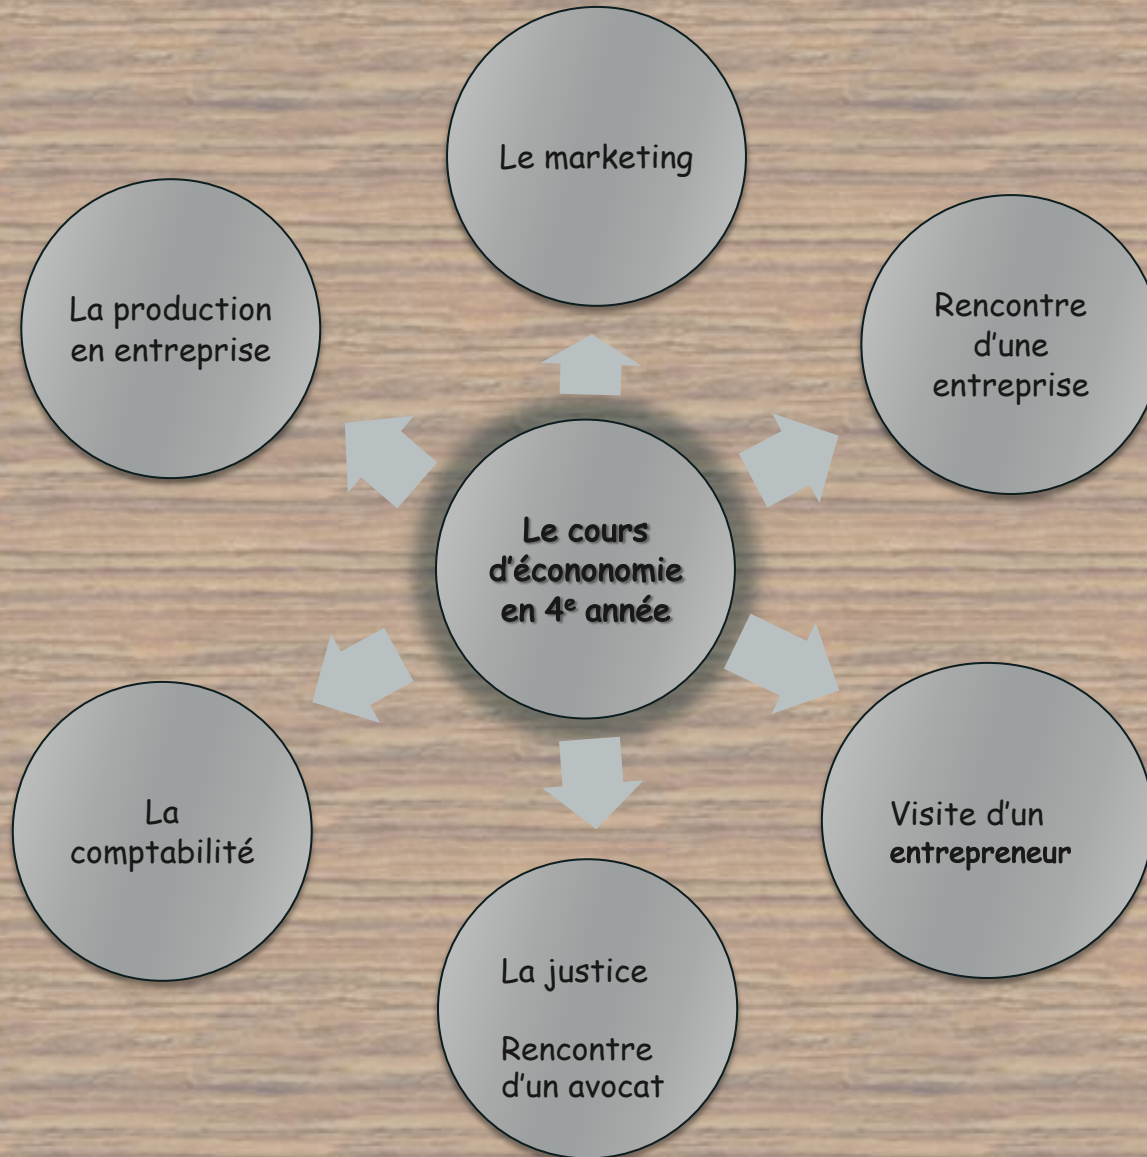 Le marketing
La production
en entreprise
Rencontre
d'une
entreprise
Le cours
d'écononomie
en 4e année
La
comptabilité
Visite d'un
entrepreneur
La justice
Rencontre
d'un avocat